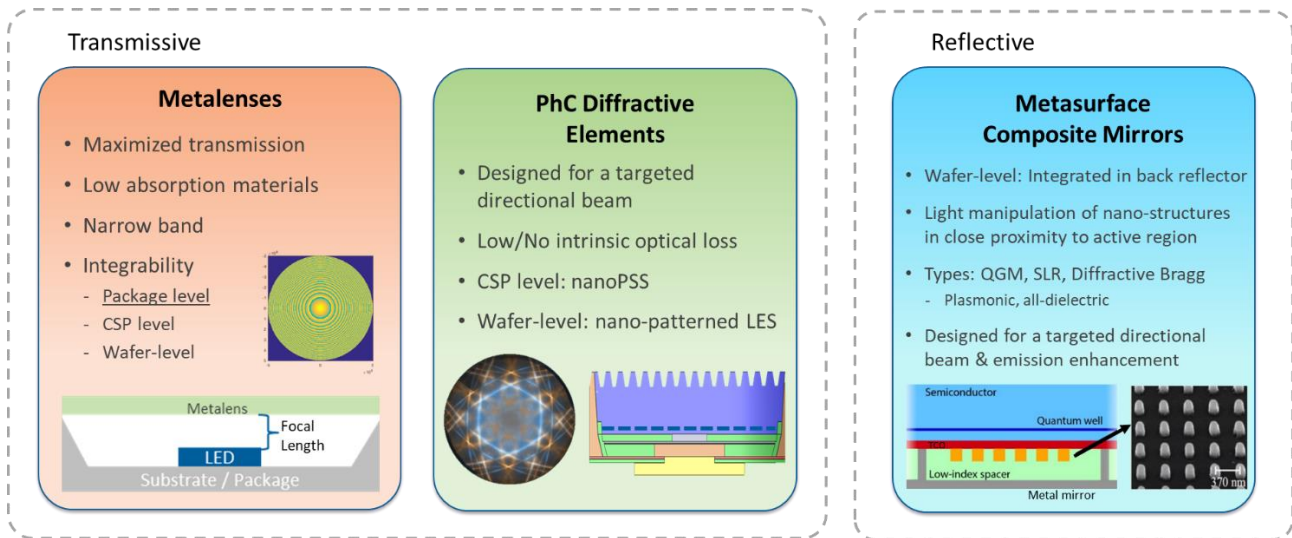 Transmissive
Metalenses
• Maximized transmission
• Low absorption materials
• Narrow band
• Integrability
- Package level
- CSP level
- Wafer-level
Metalens
Focal
Length
LED
Substrate / Package
PhC Diffractive
Elements
• Designed for a targeted
directional beam
• Low/No intrinsic optical loss
• CSP level: nanoPSS
• Wafer-level: nano-patterned LES
Reflective
Metasurface
Composite Mirrors
• Wafer-level: Integrated in back reflector
• Light manipulation of nano-structures
in close proximity to active region
• Types: QGM, SLR, Diffractive Bragg
- Plasmonic, all-dielectric
• Designed for a targeted directional
beam & emission enhancement
Semiconductor
Quantum well
TCO
Low-index spacer
Metal mirror
370 nm